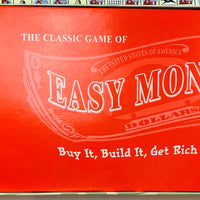 THE CLASSIC GAME OF
THE UNITED STATES OF AMERICA
EASY MON
DOLLARS
Buy It, Build It, Get Rich